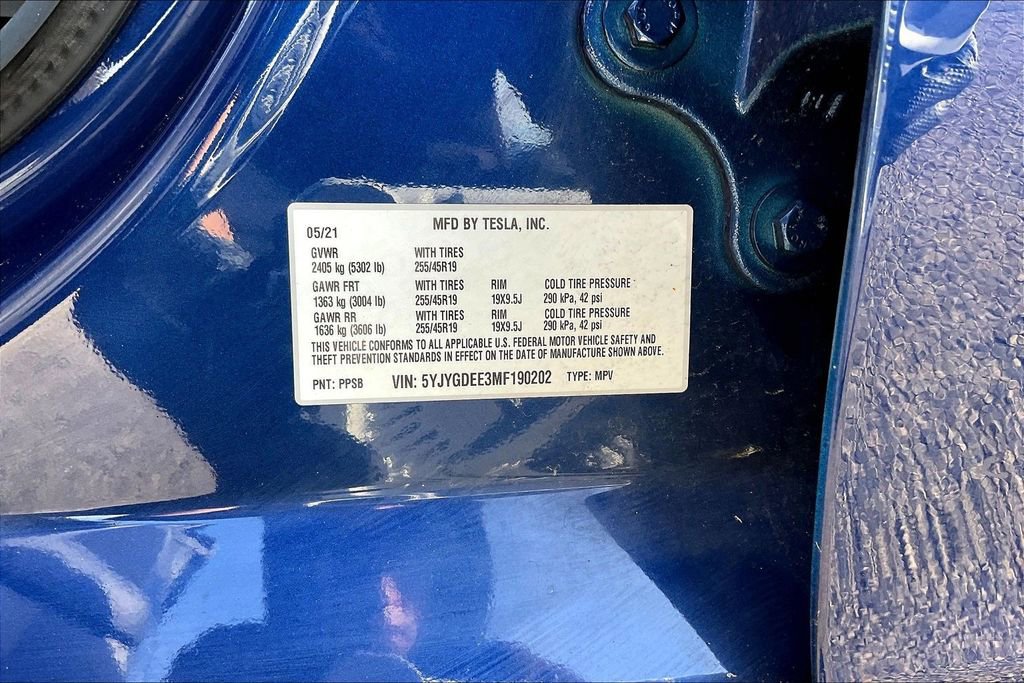 05/21 MFD BY TESLA, INC.
GVWR WITH TIRES
2405 kg (5302 lb) 255/45R19
GAWR FRT WITH TIRES RIM COLD TIRE PRESSURE
1363 kg (3004 lb) 255/45R19 19X9.5J 290 kPa, 42 psi
GAWR RR WITH TIRES RIM COLD TIRE PRESSURE
1636 kg (3606 lb) 255/45R19 19X9.5J 290 kPa, 42 psi
THIS VEHICLE CONFORMS TO ALL APPLICABLE U.S. FEDERAL MOTOR VEHICLE SAFETY AND
THEFT PREVENTION STANDARDS IN EFFECT ON THE DATE OF MANUFACTURE SHOWN ABOVE.
PNT: PPSB VIN: 5YJYGDEE3MF190202 TYPE: MPV